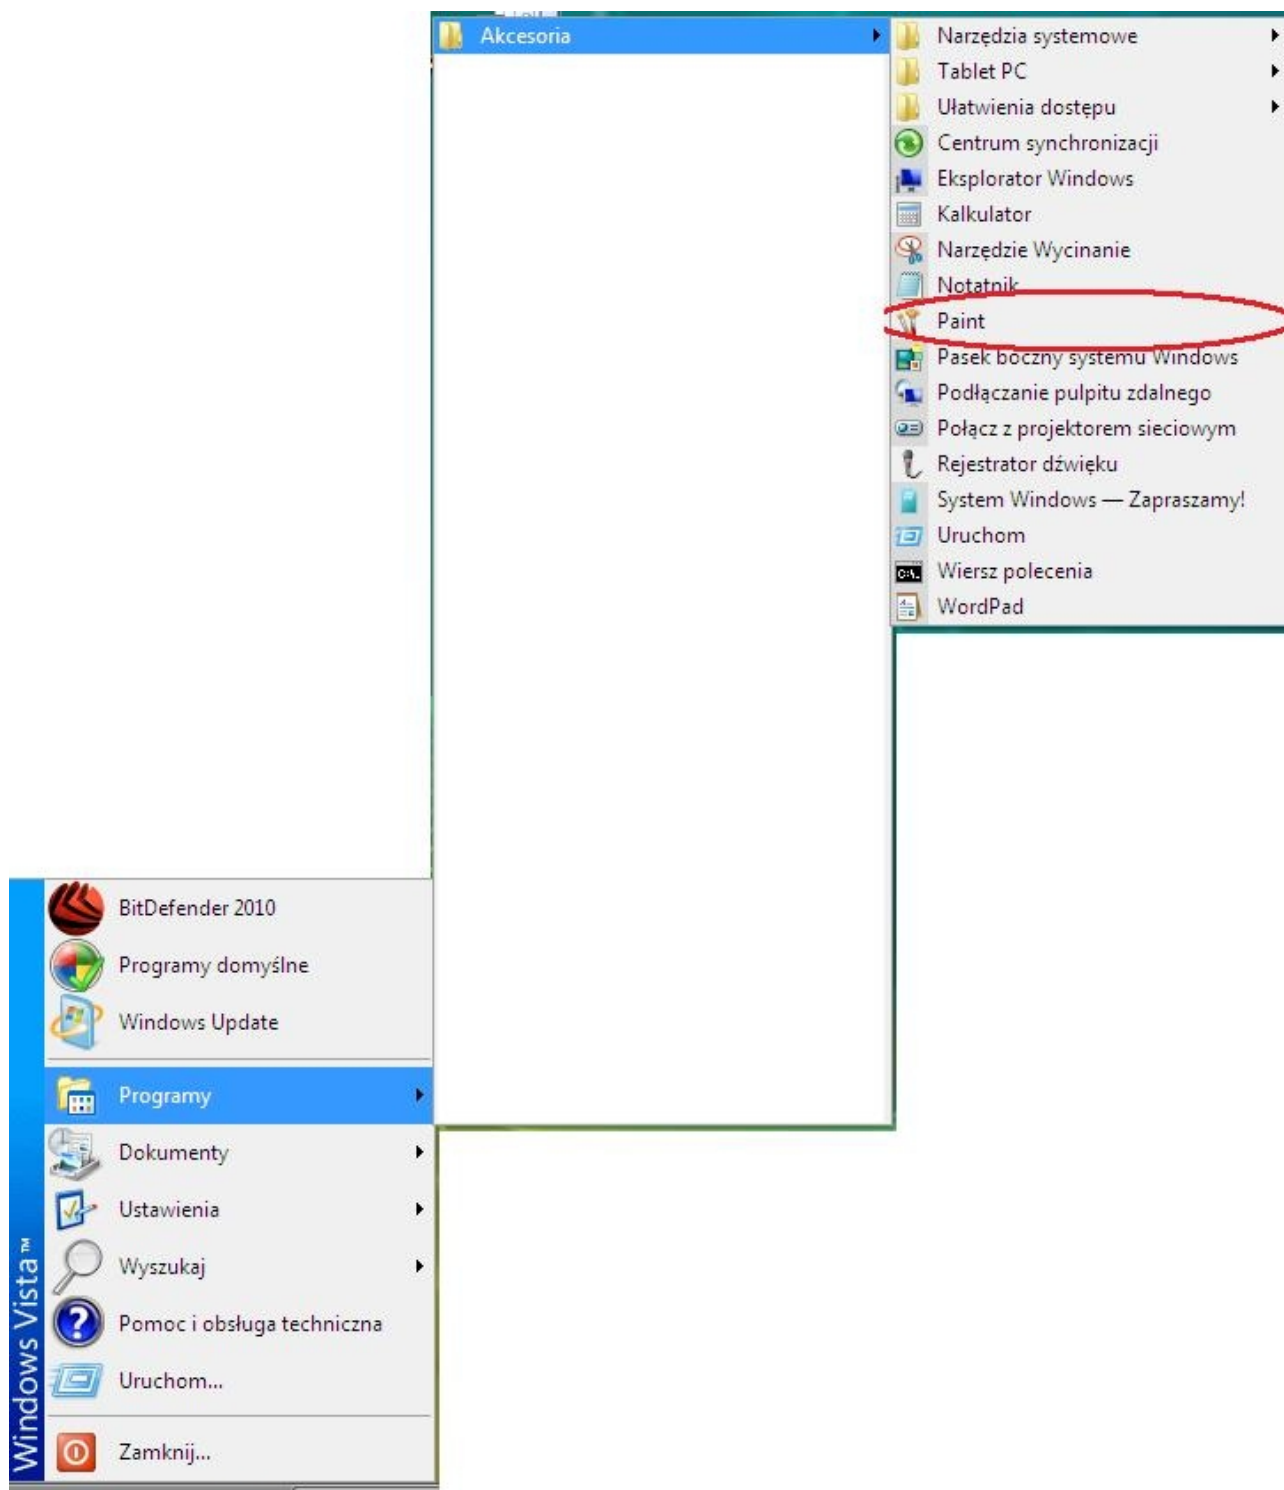 Akcesoria
Narzędzia systemowe
Tablet PC
Ułatwienia dostępu
Centrum synchronizacji
Eksplorator Windows
Kalkulator
Narzędzie Wycinanie
Notatnik
Paint
Pasek boczny systemu Windows
Podłączanie pulpitu zdalnego
Połącz z projektorem sieciowym
Rejestrator dźwięku
System Windows — Zapraszamy!
Uruchom
Wiersz polecenia
WordPad
BitDefender 2010
Programy domyślne
Windows Update
Programy
Dokumenty
Ustawienia
Wyszukaj
Pomoc i obsługa techniczna
Uruchom...
Zamknij...
Windows Vista™